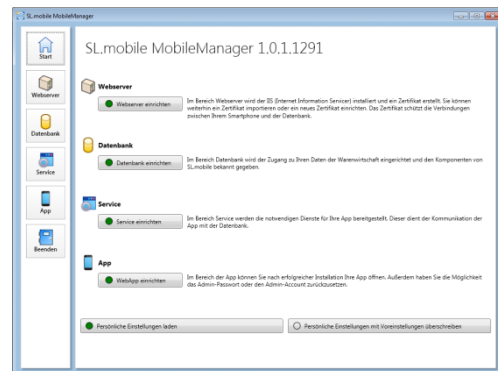 SL.mobile MobileManager
Start
Webserver
Datenbank
Service
App
Beenden
SL.mobile MobileManager 1.0.1.1291
Webserver
Webserver einrichten
Im Bereich Webserver wird der IIS (Internet Information Servicer) installiert und ein Zertifikat erstellt. Sie können
weiterhin ein Zertifikat importieren oder ein neues Zertifikat einrichten. Das Zertifikat schützt die Verbindungen
zwischen Ihrem Smartphone und der Datenbank.
Datenbank
Datenbank einrichten
Im Bereich Datenbank wird der Zugang zu Ihren Daten der Warenwirtschaft eingerichtet und den Komponenten von
SL.mobile bekannt gegeben.
Service
Service einrichten
Im Bereich Service werden die notwendigen Dienste für Ihre App bereitgestellt. Dieser dient der Kommunikation der
App mit der Datenbank.
App
WebApp einrichten
Im Bereich der App können Sie nach erfolgreicher Installation Ihre App öffnen. Außerdem haben Sie die Möglichkeit
das Admin-Passwort oder den Admin-Account zurückzusetzen.
Persönliche Einstellungen laden
Persönliche Einstellungen mit Voreinstellungen überschreiben